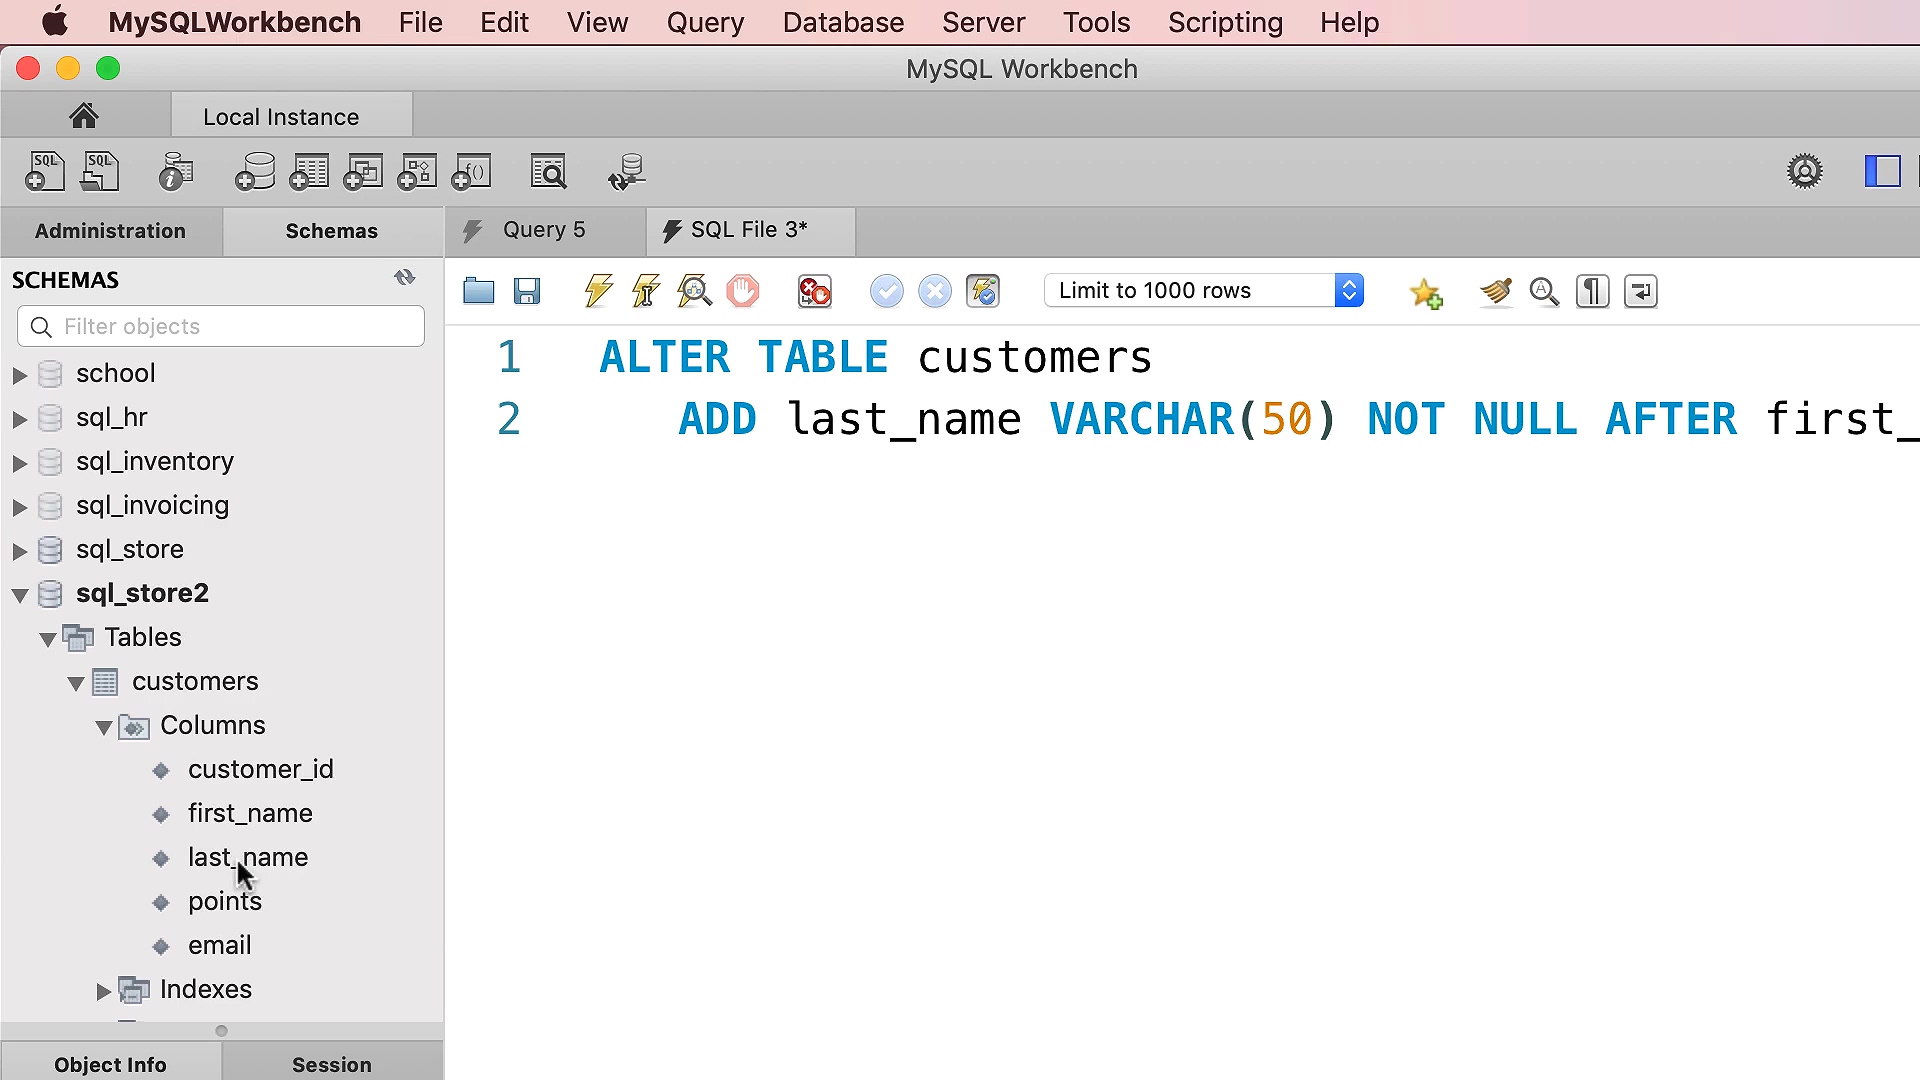 MySQLWorkbench File Edit View Query Database Server Tools Scripting Help
MySQL Workbench
Local Instance
SQL SQL
Administration Schemas Query 5 SQL File 3*
SCHEMAS
Limit to 1000 rows
Filter objects
school
sql_hr
sql_inventory
sql_invoicing
sql_store
sql_store2
Tables
customers
Columns
customer_id
first_name
last_name
points
email
Indexes
Object Info Session
1 ALTER TABLE customers
2 ADD last_name VARCHAR(50) NOT NULL AFTER first_